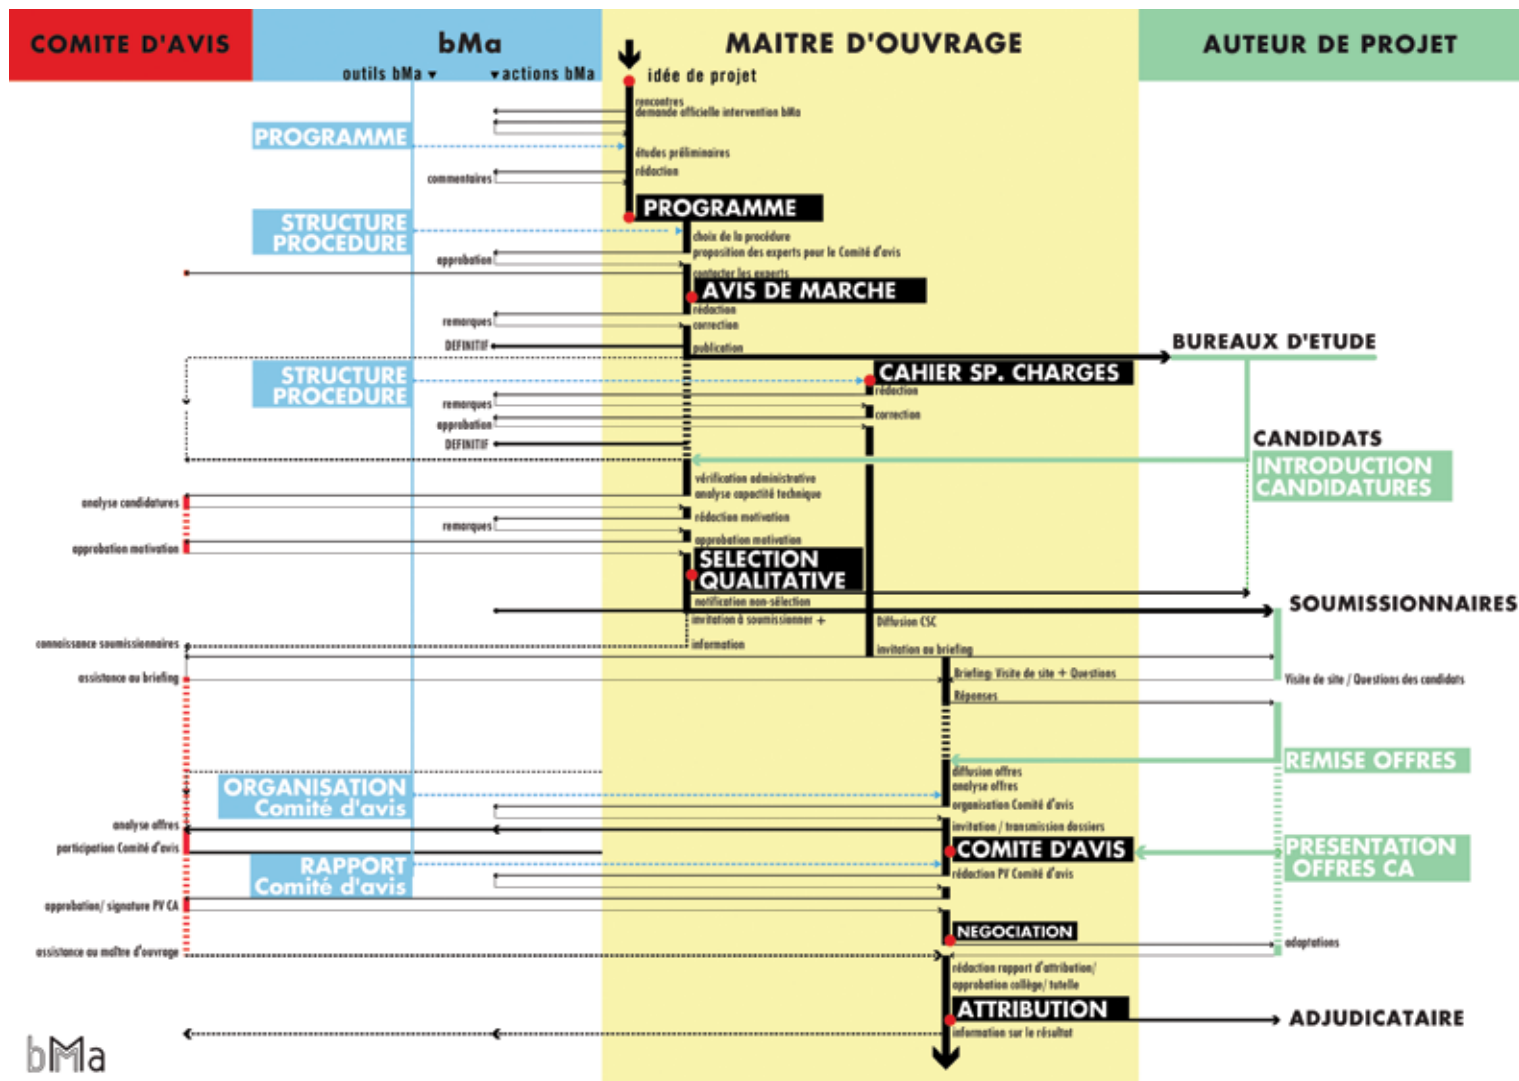 COMITE D'AVIS
bMa
MAITRE D'OUVRAGE
AUTEUR DE PROJET
outils bMa
actions bMa
idée de projet
rencontres
demande officielle intervention bMa
PROGRAMME
études préliminaires
rédaction
commentaires
PROGRAMME
STRUCTURE
PROCEDURE
choix de la procédure
proposition des experts pour le Comité d'avis
approbation
contacter les experts
AVIS DE MARCHE
rédaction
remarques
correction
DEFINITIF
publication
BUREAUX D'ETUDE
STRUCTURE
PROCEDURE
CAHIER SP. CHARGES
rédaction
remarques
correction
approbation
DEFINITIF
CANDIDATS
INTRODUCTION
CANDIDATURES
vérification administrative
analyse capacité technique
analyse candidatures
rédaction motivation
remarques
approbation motivation
approbation motivation
SELECTION
QUALITATIVE
notification non-sélection
SOUMISSIONNAIRES
invitation à soumissionner +
information
Diffusion CSC
connaissance soumissionnaires
invitation au briefing
assistance au briefing
Briefing: Visite de site + Questions
Visite de site / Questions des candidats
Réponses
REMISE OFFRES
diffusion offres
analyse offres
ORGANISATION
Comité d'avis
organisation Comité d'avis
analyse offres
invitation / transmission dossiers
participation Comité d'avis
COMITE D'AVIS
PRESENTATION
OFFRES CA
RAPPORT
Comité d'avis
rédaction PV Comité d'avis
approbation/ signature PV CA
NEGOCIATION
adaptations
assistance au maître d'ouvrage
rédaction rapport d'attribution/
approbation collège/ tutelle
ATTRIBUTION
ADJUDICATAIRE
information sur le résultat
bMa